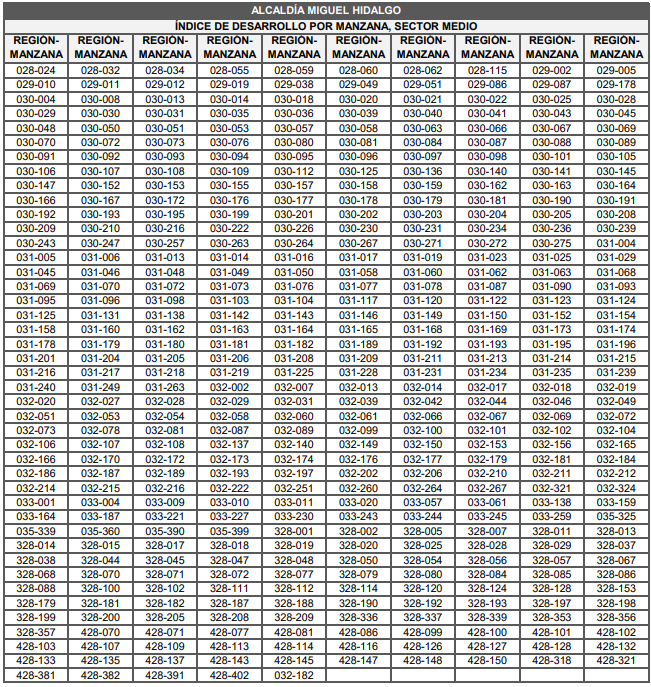 ALCALDÍA MIGUEL HIDALGO
ÍNDICE DE DESARROLLO POR MANZANA, SECTOR MEDIO
REGIÓN- REGIÓN- REGIÓN- REGIÓN- REGIÓN- REGIÓN- REGIÓN- REGIÓN- REGIÓN- REGIÓN-
MANZANA MANZANA MANZANA MANZANA MANZANA MANZANA MANZANA MANZANA MANZANA MANZANA
028-024 028-032 028-034 028-055 028-059 028-060 028-062 028-115 029-002 029-005
029-010 029-011 029-012 029-019 029-038 029-049 029-051 029-086 029-087 029-178
030-004 030-008 030-013 030-014 030-018 030-020 030-021 030-022 030-025 030-028
030-029 030-030 030-031 030-035 030-036 030-039 030-040 030-041 030-043 030-045
030-048 030-050 030-051 030-053 030-057 030-058 030-063 030-066 030-067 030-069
030-070 030-072 030-073 030-076 030-080 030-081 030-084 030-087 030-088 030-089
030-091 030-092 030-093 030-094 030-095 030-096 030-097 030-098 030-101 030-105
030-106 030-107 030-108 030-109 030-112 030-125 030-136 030-140 030-141 030-145
030-147 030-152 030-153 030-155 030-157 030-158 030-159 030-162 030-163 030-164
030-166 030-167 030-172 030-176 030-177 030-178 030-179 030-181 030-190 030-191
030-192 030-193 030-195 030-199 030-201 030-202 030-203 030-204 030-205 030-208
030-209 030-210 030-216 030-222 030-226 030-230 030-231 030-234 030-236 030-239
030-243 030-247 030-257 030-263 030-264 030-267 030-271 030-272 030-275 031-004
031-005 031-006 031-013 031-014 031-016 031-017 031-019 031-023 031-025 031-029
031-045 031-046 031-048 031-049 031-050 031-058 031-060 031-062 031-063 031-068
031-069 031-070 031-072 031-073 031-076 031-077 031-078 031-087 031-090 031-093
031-095 031-096 031-098 031-103 031-104 031-117 031-120 031-122 031-123 031-124
031-125 031-131 031-138 031-142 031-143 031-146 031-149 031-150 031-152 031-154
031-158 031-160 031-162 031-163 031-164 031-165 031-168 031-169 031-173 031-174
031-178 031-179 031-180 031-181 031-182 031-189 031-192 031-193 031-195 031-196
031-201 031-204 031-205 031-206 031-208 031-209 031-211 031-213 031-214 031-215
031-216 031-217 031-218 031-219 031-225 031-228 031-231 031-234 031-235 031-239
031-240 031-249 031-263 032-002 032-007 032-013 032-014 032-017 032-018 032-019
032-020 032-027 032-028 032-029 032-031 032-039 032-042 032-044 032-046 032-049
032-051 032-053 032-054 032-058 032-060 032-061 032-066 032-067 032-069 032-072
032-073 032-078 032-081 032-087 032-089 032-099 032-100 032-101 032-102 032-104
032-106 032-107 032-108 032-137 032-140 032-149 032-150 032-153 032-156 032-165
032-166 032-170 032-172 032-173 032-174 032-176 032-177 032-179 032-181 032-184
032-186 032-187 032-189 032-193 032-197 032-202 032-206 032-210 032-211 032-212
032-214 032-215 032-216 032-222 032-251 032-260 032-264 032-267 032-321 032-324
033-001 033-004 033-009 033-010 033-011 033-020 033-057 033-061 033-138 033-159
033-164 033-187 033-221 033-227 033-230 033-243 033-244 033-245 033-259 035-325
035-339 035-360 035-390 035-399 328-001 328-002 328-005 328-007 328-011 328-013
328-014 328-015 328-017 328-018 328-019 328-020 328-025 328-028 328-029 328-037
328-038 328-044 328-045 328-047 328-048 328-050 328-054 328-056 328-057 328-067
328-068 328-070 328-071 328-072 328-077 328-079 328-080 328-084 328-085 328-086
328-088 328-100 328-102 328-111 328-112 328-114 328-120 328-124 328-128 328-153
328-179 328-181 328-182 328-187 328-188 328-190 328-192 328-193 328-197 328-198
328-199 328-200 328-205 328-208 328-209 328-336 328-337 328-339 328-353 328-356
328-357 428-070 428-071 428-077 428-081 428-086 428-099 428-100 428-101 428-102
428-103 428-107 428-109 428-113 428-114 428-116 428-126 428-127 428-128 428-132
428-133 428-135 428-137 428-143 428-145 428-147 428-148 428-150 428-318 428-321
428-381 428-382 428-391 428-402 032-182